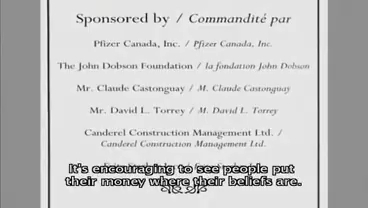 Sponsored by / Commandité par
Pfizer Canada, Inc. / Pfizer Canada, Inc.
The John Dobson Foundation / la fondation John Dobson
Mr. Claude Castonguay / M. Claude Castonguay
Mr. David L. Torrey / M. David L. Torrey
Canderel Construction Management Ltd. /
Canderel Construction Management Ltd.
It's encouraging to see people put
their money where their beliefs are.